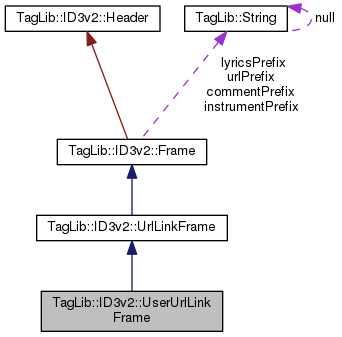 TagLib::ID3v2::Header
TagLib::String
null
lyricsPrefix
urlPrefix
commentPrefix
instrumentPrefix
TagLib::ID3v2::Frame
TagLib::ID3v2::UrlLinkFrame
TagLib::ID3v2::UserUrlLink
Frame